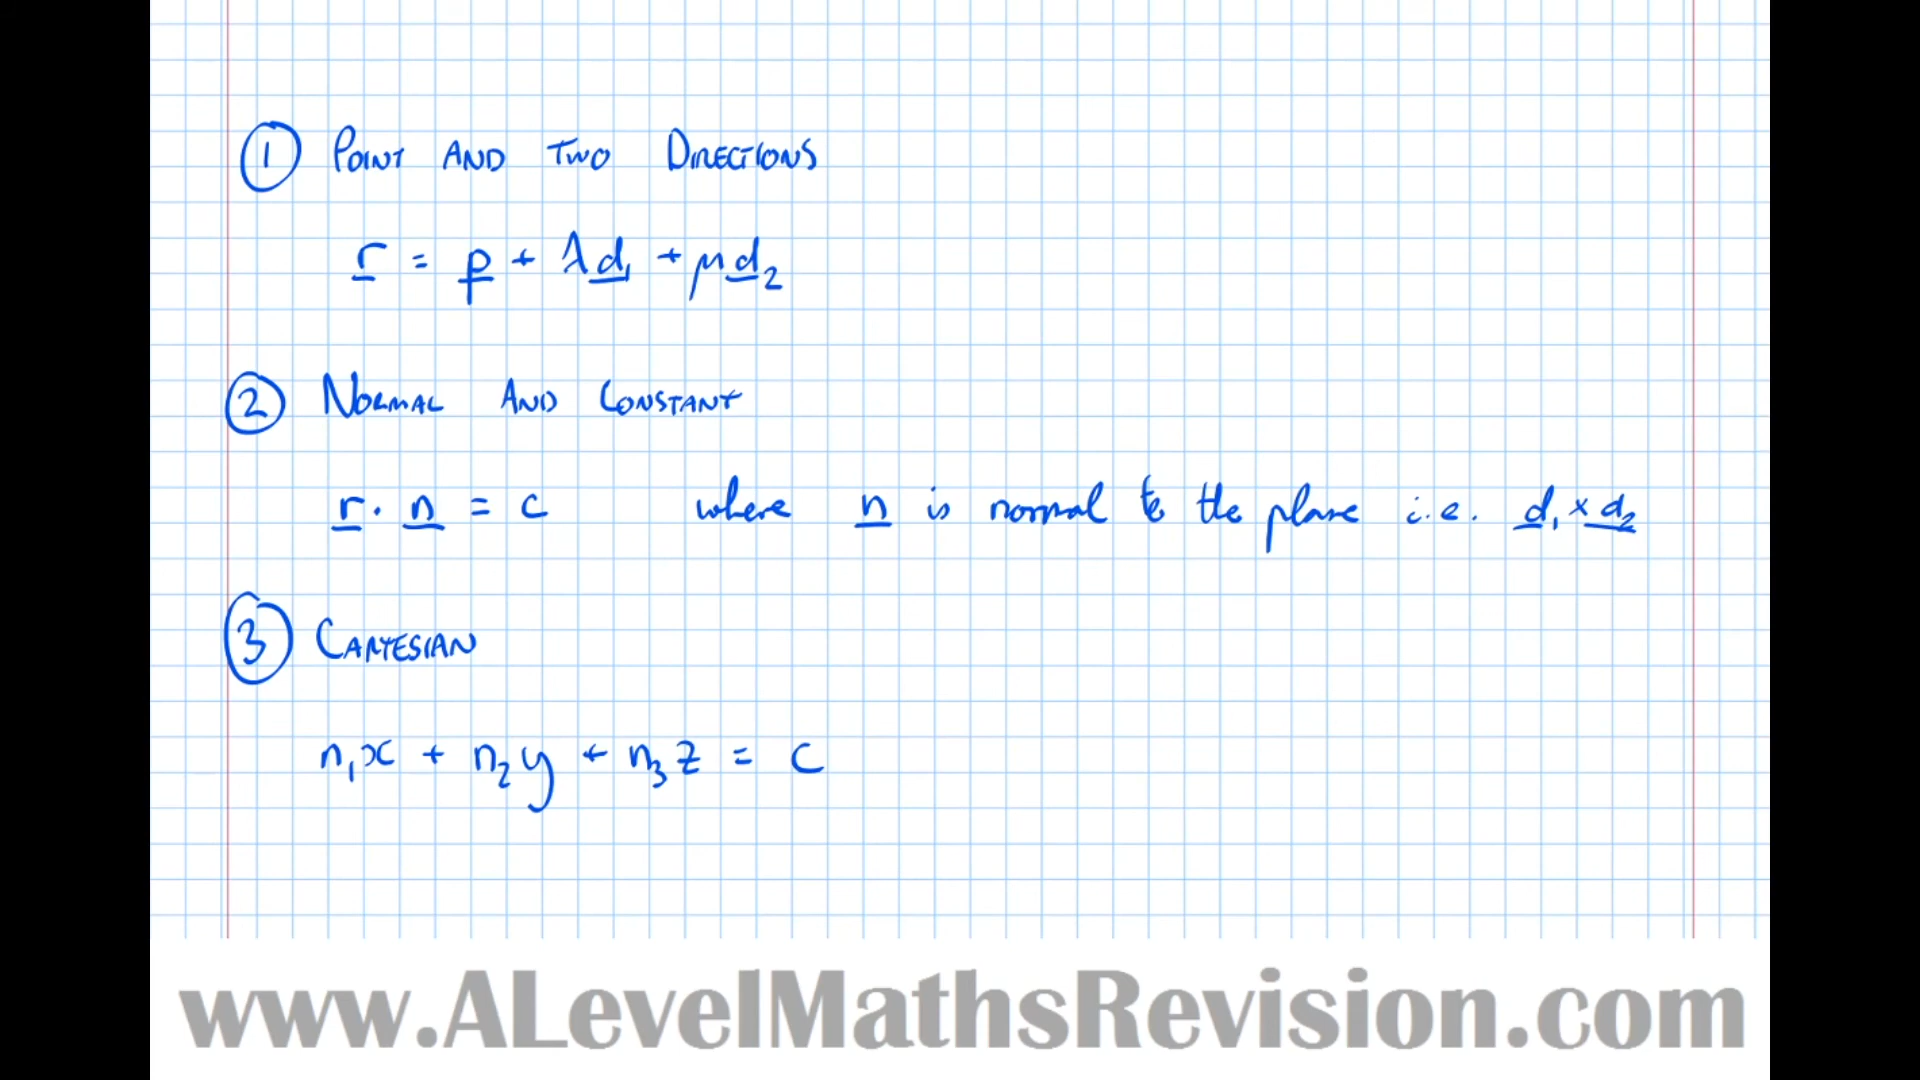 ① POINT AND TWO DIRECTIONS
r = p + λd₁ + μd₂
② NORMAL AND CONSTANT
r . n = c where n is normal to the plane i.e. d₁ × d₂
③ CARTESIAN
n₁x + n₂y + n₃z = c
www.ALevelMathsRevision.com